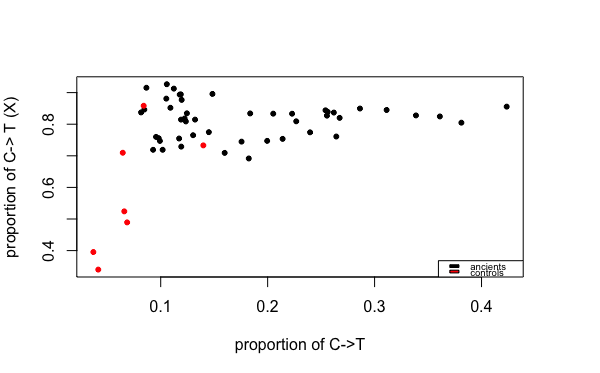 proportion of C-> T (X)
0.8
0.6
0.4
0.1 0.2 0.3 0.4
proportion of C->T
ancients
controls